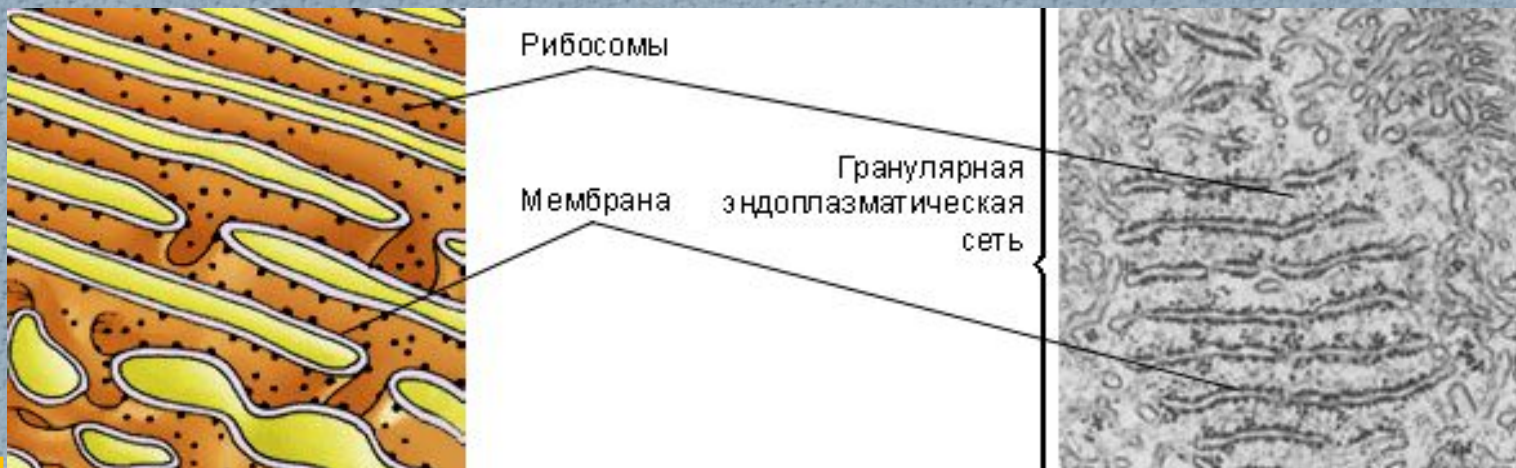 Рибосомы
Мембрана
Гранулярная
эндоплазматическая
сеть